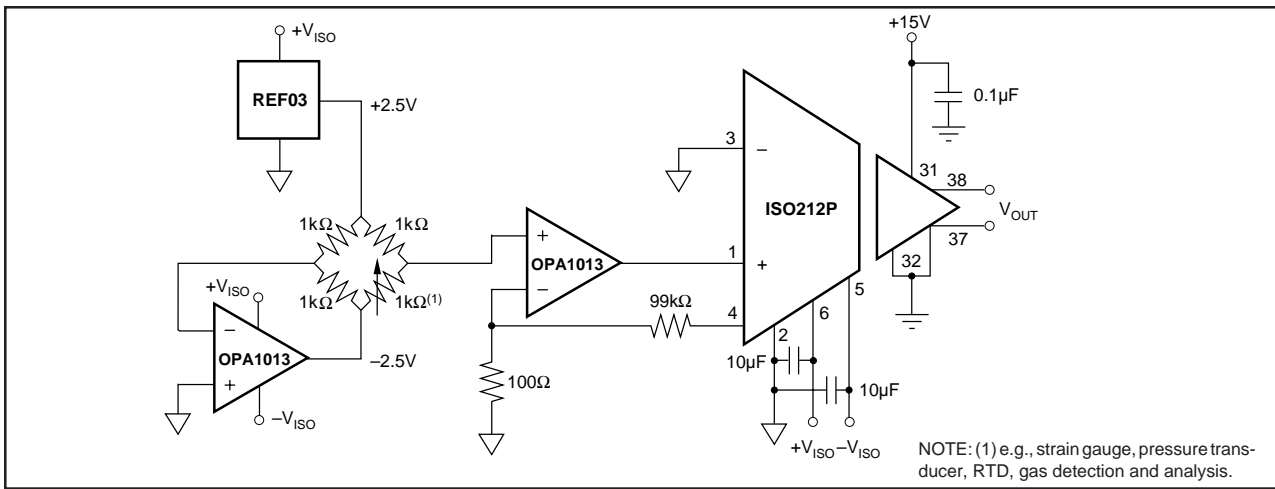 +V_ISO
REF03
+2.5V
1kΩ
1kΩ
1kΩ
1kΩ(1)
+V_ISO
–
OPA1013
+
–2.5V
–V_ISO
+
OPA1013
–
100Ω
99kΩ
3
–
ISO212P
1
+
4
2
6
5
10µF
10µF
+V_ISO
–V_ISO
+15V
0.1µF
31
38
V_OUT
37
32
NOTE: (1) e.g., strain gauge, pressure trans-
ducer, RTD, gas detection and analysis.